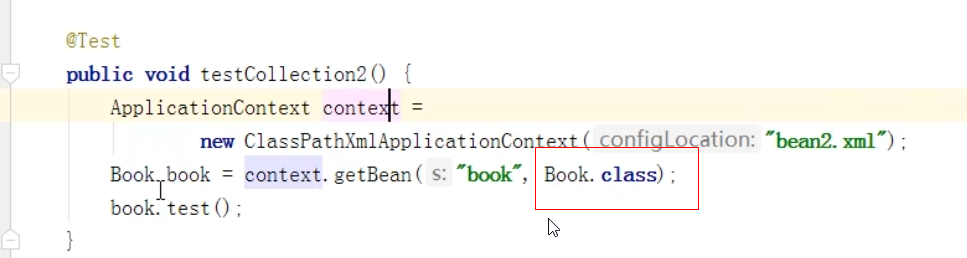 @Test
public void testCollection2() {
ApplicationContext context =
new ClassPathXmlApplicationContext( configLocation: "bean2.xml");
Book book = context.getBean( s: "book", Book.class);
book.test();
}